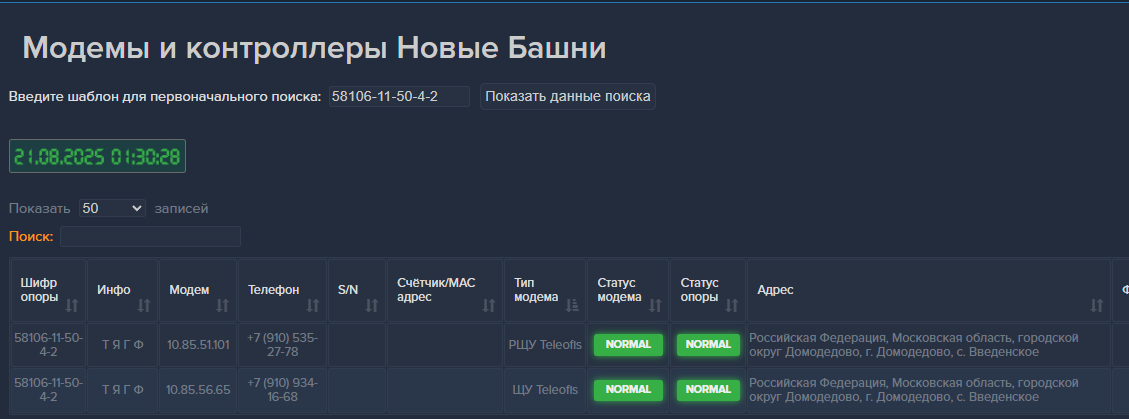 Модемы и контроллеры Новые Башни
Введите шаблон для первоначального поиска: 58106-11-50-4-2 Показать данные поиска
21.08.2025 01:30:28
Показать 50 записей
Поиск:
Шифр опоры Инфо Модем Телефон S/N Счётчик/MAC адрес Тип модема Статус модема Статус опоры Адрес Ф
58106-11-50-4-2 Т Я Г Ф 10.85.51.101 +7 (910) 535-27-78 РЩУ Teleofis NORMAL NORMAL Российская Федерация, Московская область, городской округ Домодедово, г. Домодедово, с. Введенское
58106-11-50-4-2 Т Я Г Ф 10.85.56.65 +7 (910) 934-16-68 ЩУ Teleofis NORMAL NORMAL Российская Федерация, Московская область, городской округ Домодедово, г. Домодедово, с. Введенское